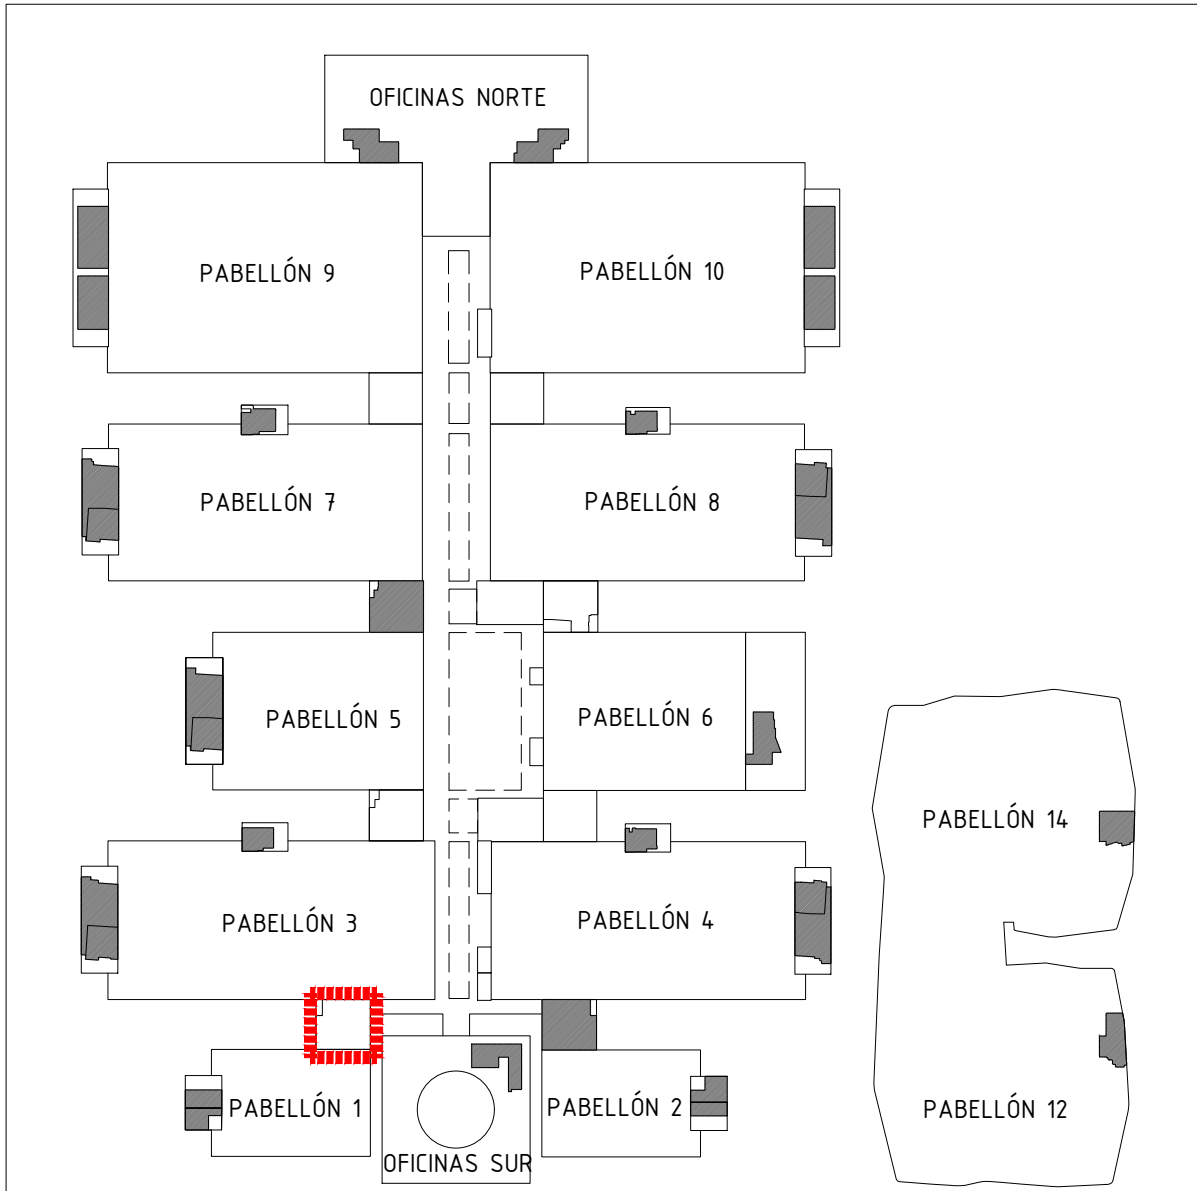 OFICINAS NORTE
PABELLÓN 9
PABELLÓN 10
PABELLÓN 7
PABELLÓN 8
PABELLÓN 5
PABELLÓN 6
PABELLÓN 14
PABELLÓN 3
PABELLÓN 4
PABELLÓN 1
PABELLÓN 2
PABELLÓN 12
OFICINAS SUR